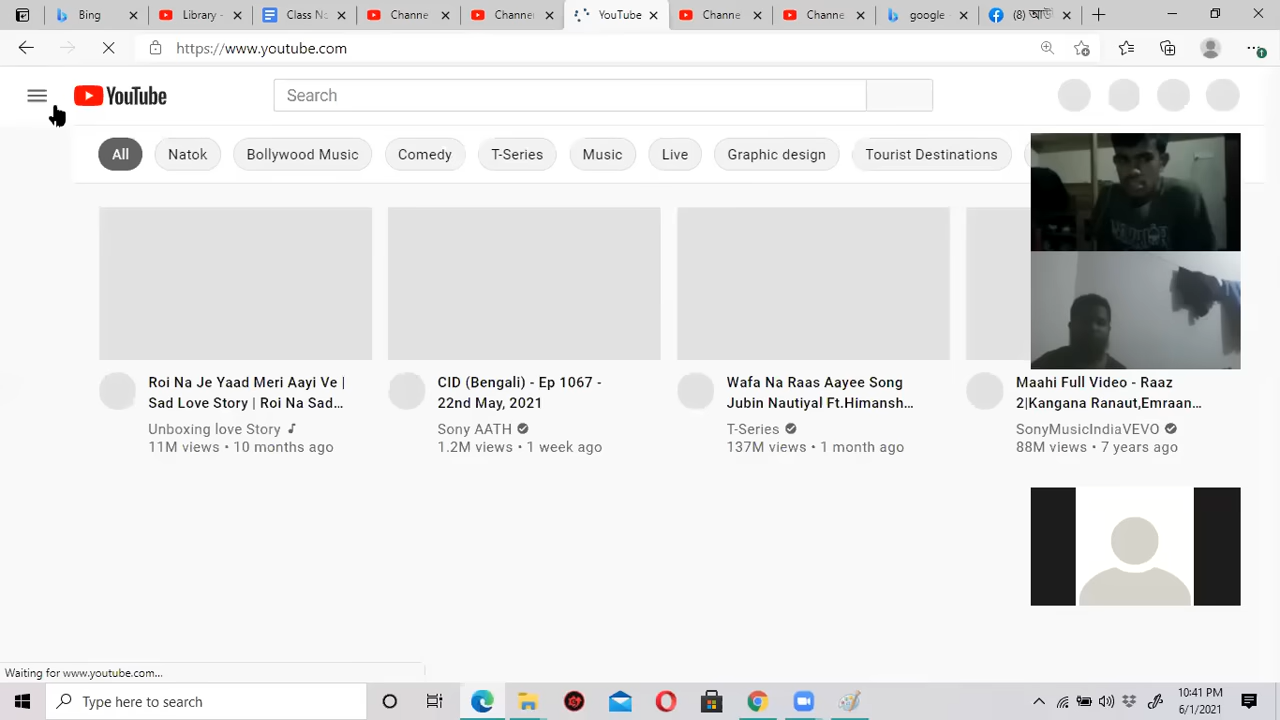 Bing
Class No
Channe
Channe
YouTube
Channe
Channe
google
https://www.youtube.com
YouTube
Search
All
Natok
Bollywood Music
Comedy
T-Series
Music
Live
Graphic design
Tourist Destinations
Roi Na Je Yaad Meri Aayi Ve |
Sad Love Story | Roi Na Sad...
Unboxing love Story
11M views • 10 months ago
CID (Bengali) - Ep 1067 -
22nd May, 2021
Sony AATH
1.2M views • 1 week ago
Wafa Na Raas Aayee Song
Jubin Nautiyal Ft.Himansh...
T-Series
137M views • 1 month ago
Maahi Full Video - Raaz
2|Kangana Ranaut,Emraan...
SonyMusicIndiaVEVO
88M views • 7 years ago
Waiting for www.youtube.com...
Type here to search
10:41 PM
6/1/2021